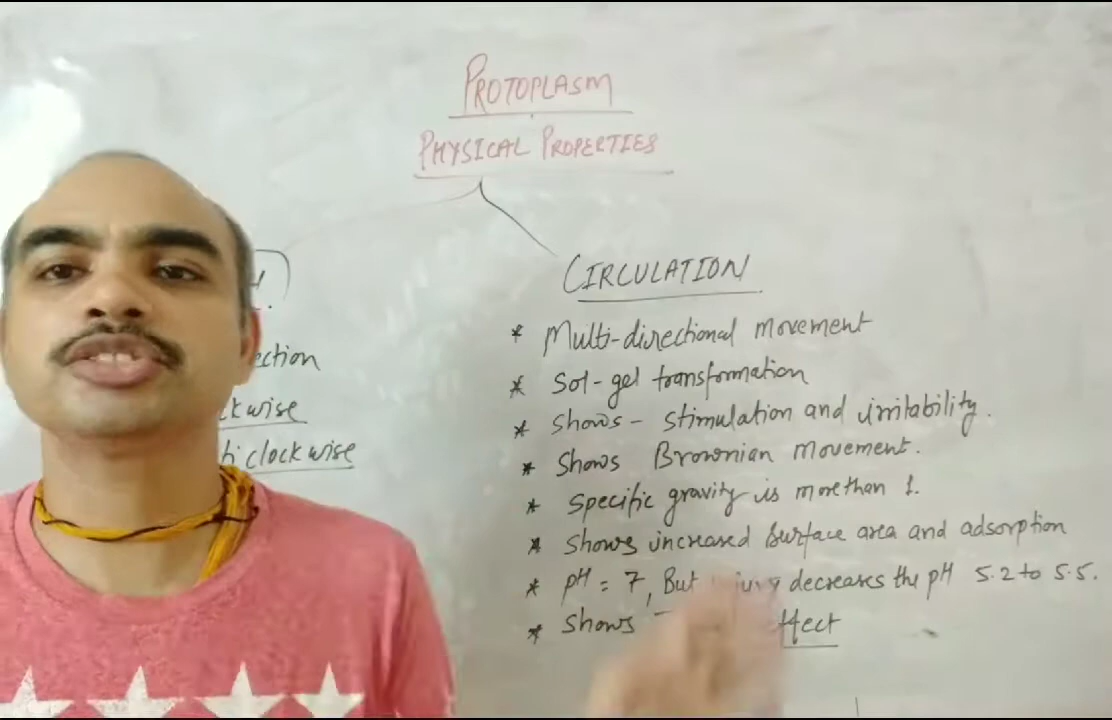 PROTOPLASM
PHYSICAL PROPERTIES
CIRCULATION
ection
ckwise
clockwise
* Multi-directional movement
* Sol-gel transformation
* Shows - stimulation and irritability.
* Shows Brownian movement.
* Specific gravity is more than 1.
* Shows increased surface area and adsorption
* pH = 7, But decreases the pH 5.2 to 5.5.
* Shows ffect